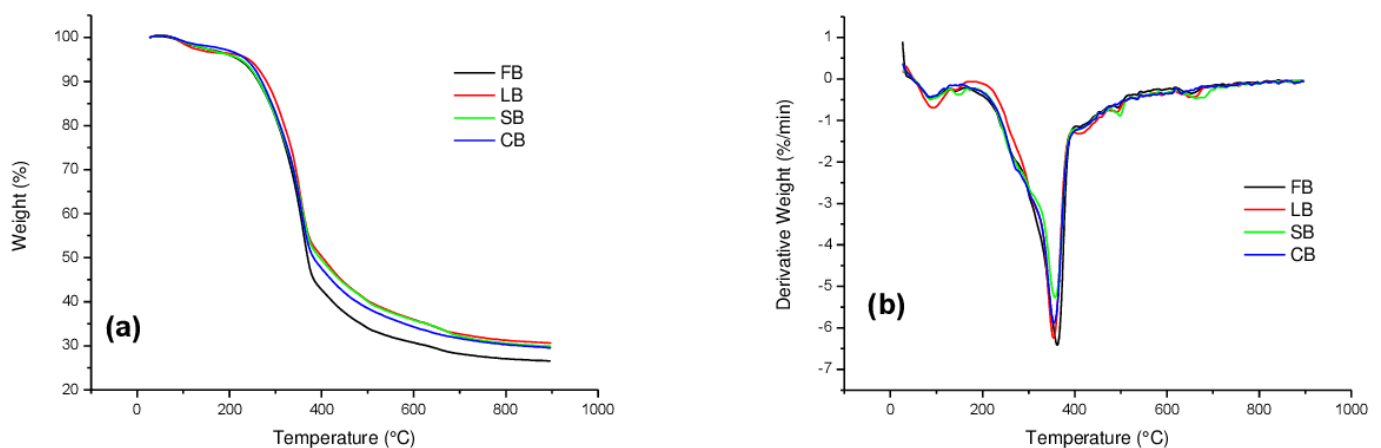 100
90
80
70
60
50
40
30
20
0
200
400
600
800
1000
Weight (%)
Temperature (°C)
FB
LB
SB
CB
(a)
1
0
-1
-2
-3
-4
-5
-6
-7
0
200
400
600
800
1000
Derivative Weight (%/min)
Temperature (°C)
FB
LB
SB
CB
(b)